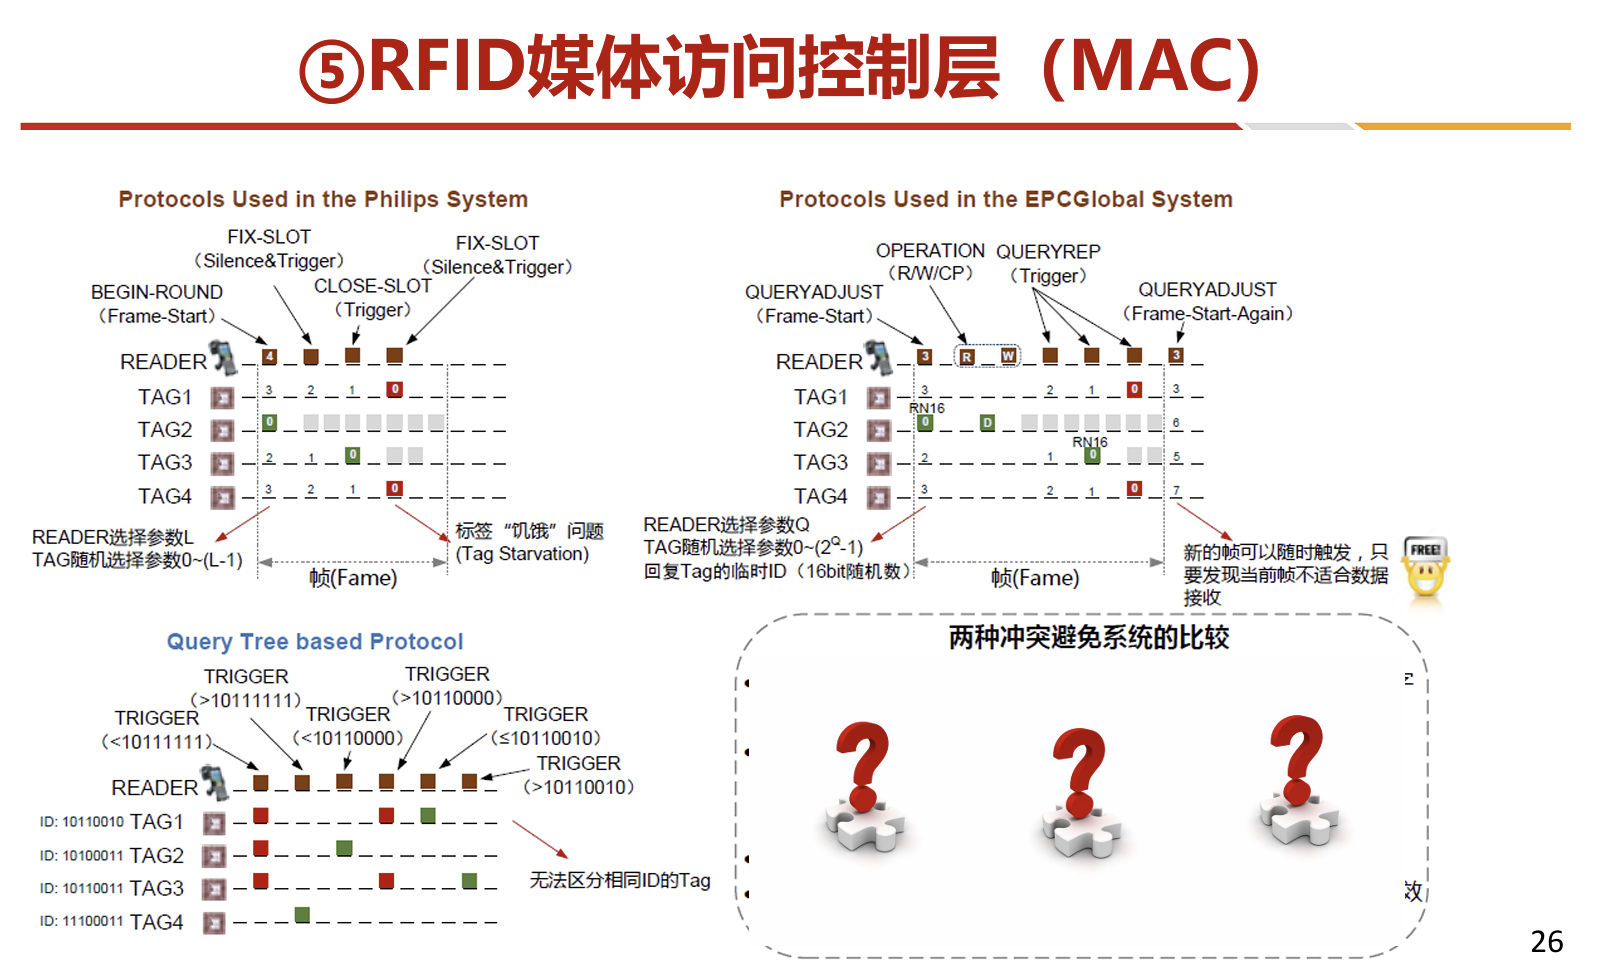 ⑤RFID媒体访问控制层（MAC）
Protocols Used in the Philips System
FIX-SLOT
（Silence&Trigger）
FIX-SLOT
（Silence&Trigger）
BEGIN-ROUND
（Frame-Start）
CLOSE-SLOT
（Trigger）
READER
4
TAG1
3 2 1 0
TAG2
0
TAG3
2 1 0
TAG4
3 2 1 0
READER选择参数L
TAG随机选择参数0~(L-1)
标签“饥饿”问题
(Tag Starvation)
帧(Fame)
Protocols Used in the EPCGlobal System
OPERATION
（R/W/CP）
QUERYREP
（Trigger）
QUERYADJUST
（Frame-Start）
QUERYADJUST
（Frame-Start-Again）
READER
3 R W 3
TAG1
3 2 1 0 3
RN16
TAG2
0 D 6
RN16
TAG3
2 1 0 5
TAG4
3 2 1 0 7
READER选择参数Q
TAG随机选择参数0~(2^Q-1)
回复Tag的临时ID（16bit随机数）
帧(Fame)
新的帧可以随时触发，只
要发现当前帧不适合数据
接收
FREE!
Query Tree based Protocol
TRIGGER
（>10111111）
TRIGGER
（>10110000）
TRIGGER
（<10111111）
TRIGGER
（<10110000）
TRIGGER
（≤10110010）
TRIGGER
（>10110010）
READER
ID: 10110010 TAG1
ID: 10100011 TAG2
ID: 10110011 TAG3
ID: 11100011 TAG4
无法区分相同ID的Tag
两种冲突避免系统的比较
效
26